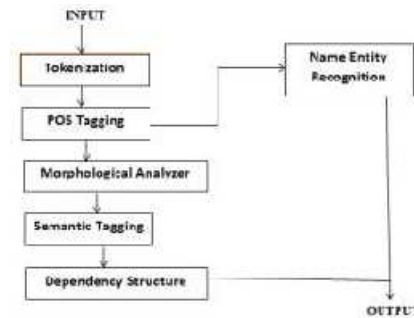 INPUT
Tokenization
Name Entity
Recognition
POS Tagging
Morphological Analyzer
Semantic Tagging
Dependency Structure
OUTPUT